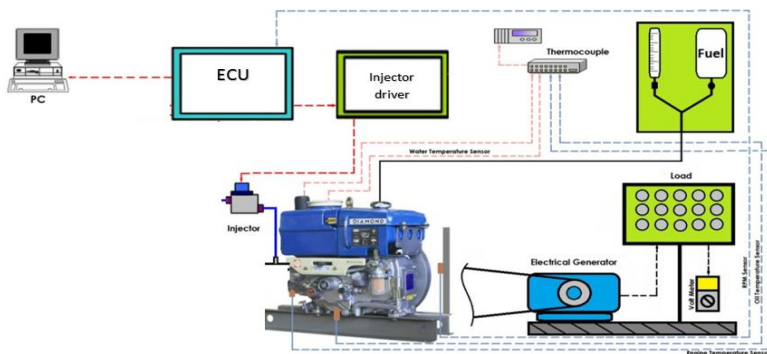 PC
ECU
Injector
driver
Thermocouple
Fuel
Water Temperature Sensor
Injector
DIAMOND
Load
Electrical Generator
Volt Meter
RPM Sensor
Oil Temperature Sensor
Engine Temperature Sensor